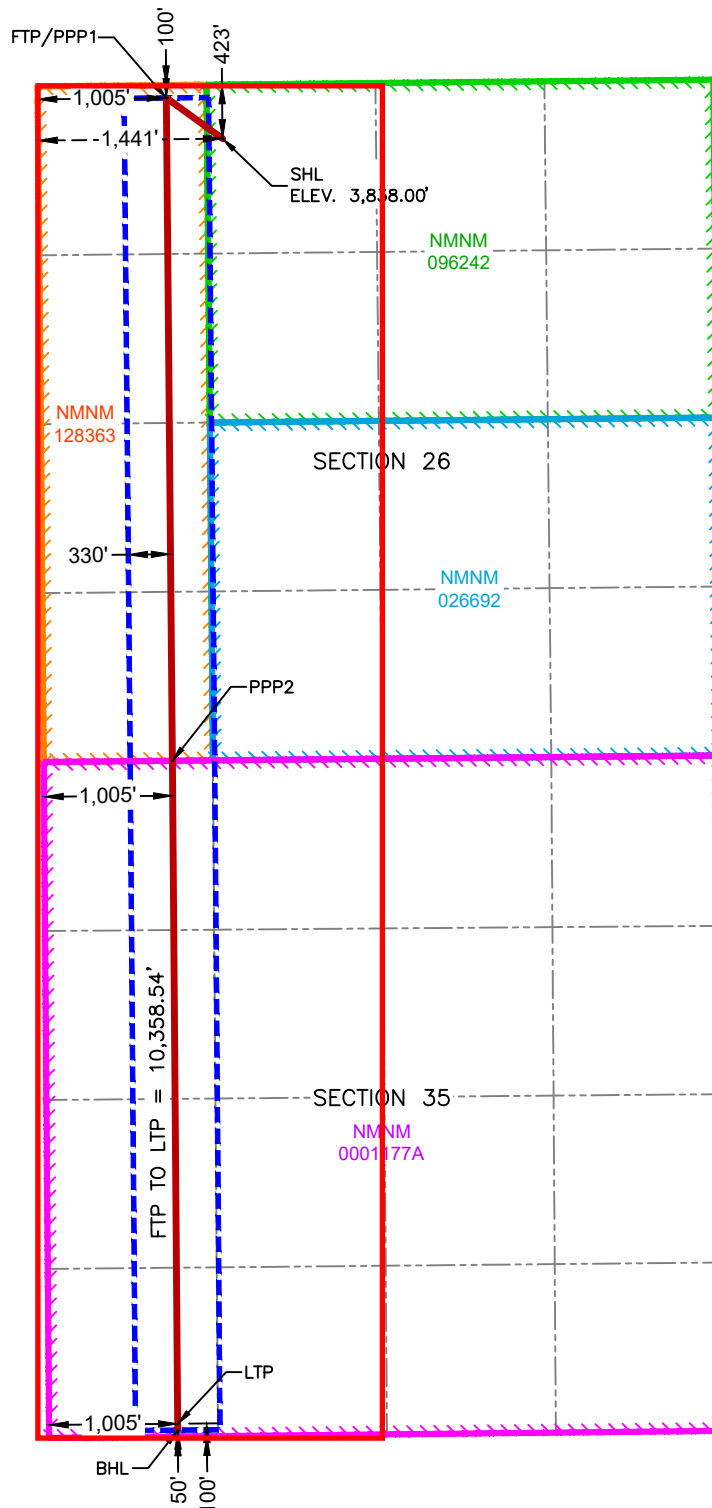 FTP/PPP1
100'
423'
1,005'
1,441'
SHL
ELEV. 3,838.00'
NMNM
096242
NMNM
128363
SECTION 26
330'
NMNM
026692
PPP2
1,005'
FTP TO LTP = 10,358.54'
SECTION 35
NMNM
0001177A
LTP
1,005'
BHL
50'
100'